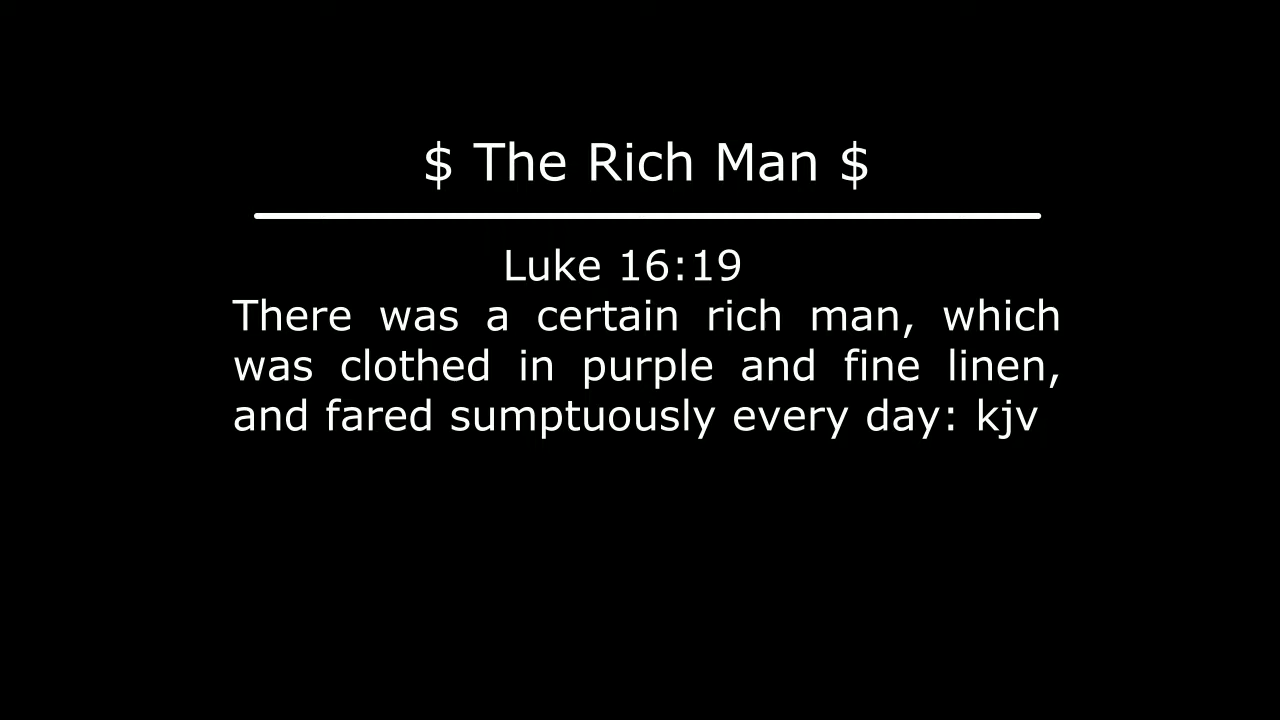 $ The Rich Man $
Luke 16:19
There was a certain rich man, which
was clothed in purple and fine linen,
and fared sumptuously every day: kjv